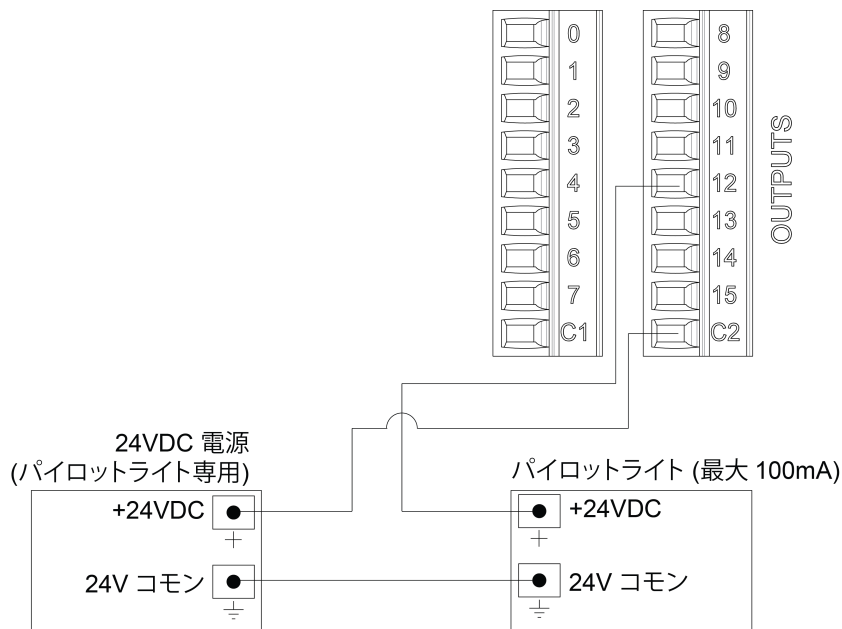 0
1
2
3
4
5
6
7
C1
8
9
10
11
12
13
14
15
C2
OUTPUTS
24VDC 電源
(パイロットライト専用)
+24VDC
+
24V コモン
パイロットライト (最大 100mA)
+24VDC
+
24V コモン